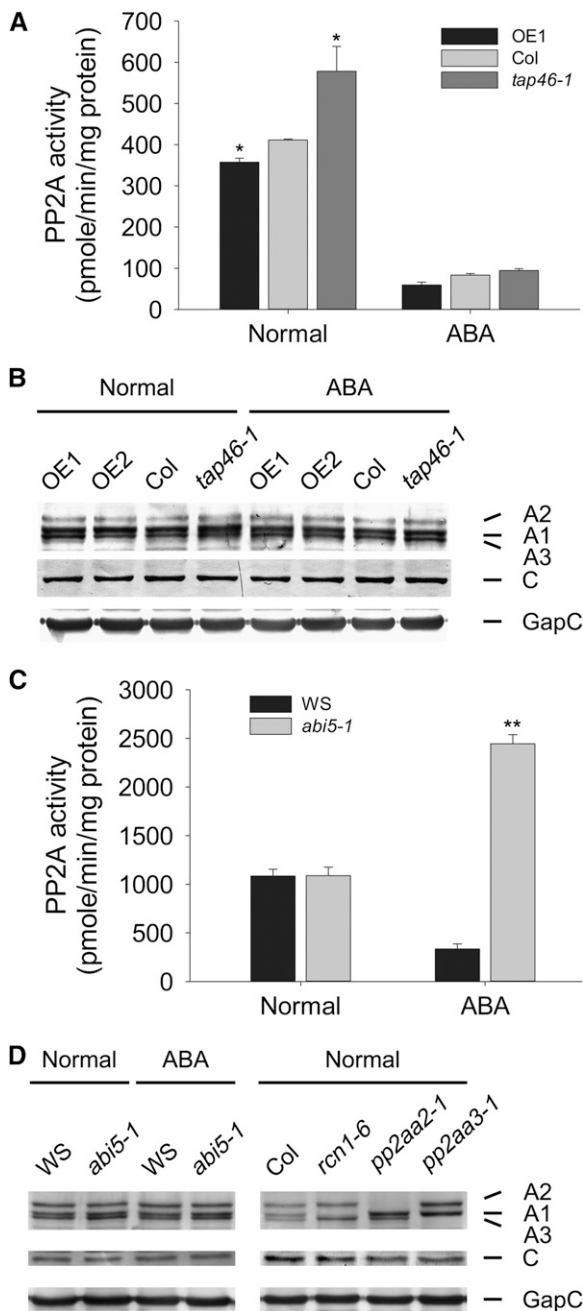 A
PP2A activity
(pmole/min/mg protein)
700
600
500
400
300
200
100
0
*
*
OE1
Col
tap46-1
Normal
ABA
B
Normal
ABA
OE1
OE2
Col
tap46-1
OE1
OE2
Col
tap46-1
A2
A1
A3
C
GapC
C
PP2A activity
(pmole/min/mg protein)
3000
2500
2000
1500
1000
500
0
WS
abi5-1
**
Normal
ABA
D
Normal
ABA
Normal
WS
abi5-1
WS
abi5-1
Col
rcn1-6
pp2aa2-1
pp2aa3-1
A2
A1
A3
C
GapC